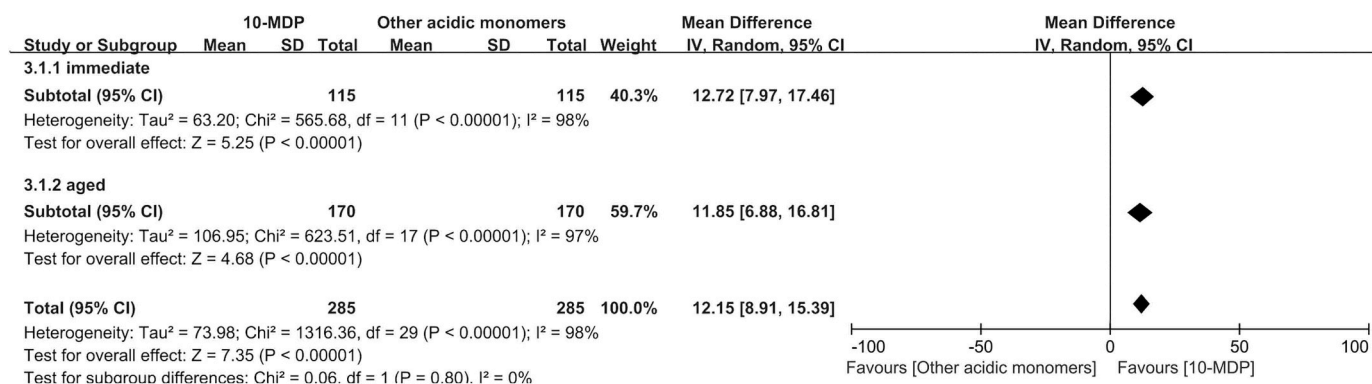 10-MDP Other acidic monomers Mean Difference Mean Difference
Study or Subgroup Mean SD Total Mean SD Total Weight IV, Random, 95% CI IV, Random, 95% CI
3.1.1 immediate
Subtotal (95% CI) 115 115 40.3% 12.72 [7.97, 17.46]
Heterogeneity: Tau² = 63.20; Chi² = 565.68, df = 11 (P < 0.00001); I² = 98%
Test for overall effect: Z = 5.25 (P < 0.00001)
3.1.2 aged
Subtotal (95% CI) 170 170 59.7% 11.85 [6.88, 16.81]
Heterogeneity: Tau² = 106.95; Chi² = 623.51, df = 17 (P < 0.00001); I² = 97%
Test for overall effect: Z = 4.68 (P < 0.00001)
Total (95% CI) 285 285 100.0% 12.15 [8.91, 15.39]
Heterogeneity: Tau² = 73.98; Chi² = 1316.36, df = 29 (P < 0.00001); I² = 98%
Test for overall effect: Z = 7.35 (P < 0.00001)
Test for subgroup differences: Chi² = 0.06, df = 1 (P = 0.80), I² = 0%
-100 -50 0 50 100
Favours [Other acidic monomers] Favours [10-MDP]